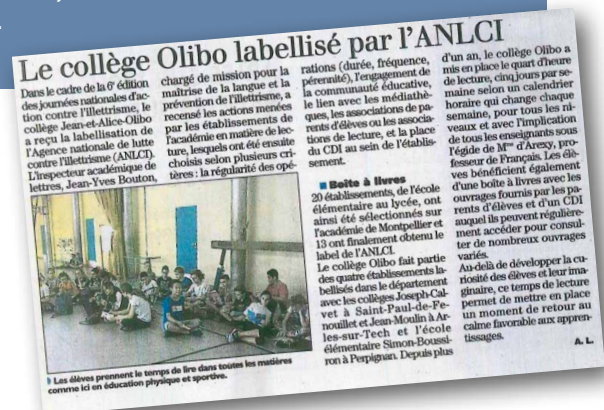 Le collège Olibo labellisé par l'ANLCI
Dans le cadre de la 6e édition
des journées nationales d'ac-
tion contre l'illettrisme, le
collège Jean-et-Alice-Olibo
a reçu la labellisation de
l'Agence nationale de lutte
contre l'illettrisme (ANLCI).
L'inspecteur académique de
lettres, Jean-Yves Bouton,
chargé de mission pour la
maîtrise de la langue et la
prévention de l'illettrisme, a
recensé les actions menées
par les établissements de
l'académie en matière de lec-
ture, lesquels ont été ensuite
choisis selon plusieurs cri-
tères : la régularité des opé-
rations (durée, fréquence,
pérennité), l'engagement de
la communauté éducative,
le lien avec les médiathè-
ques, les associations de pa-
rents d'élèves ou les associa-
tions de lecture, et la place
du CDI au sein de l'établis-
sement.
■ Boîte à livres
20 établissements, de l'école
élémentaire au lycée, ont
ainsi été sélectionnés sur
l'académie de Montpellier et
13 ont finalement obtenu le
label de l'ANLCI.
Le collège Olibo fait partie
des quatre établissements la-
bellisés dans le département
avec les collèges Joseph-Cal-
vet à Saint-Paul-de-Fe-
nouillet et Jean-Moulin à Ar-
les-sur-Tech et l'école
élémentaire Simon-Boussi-
ron à Perpignan. Depuis plus
d'un an, le collège Olibo a
mis en place le quart d'heure
de lecture, cinq jours par se-
maine selon un calendrier
horaire qui change chaque
semaine, pour tous les ni-
veaux et avec l'implication
de tous les enseignants sous
l'égide de Mme d'Arexy, pro-
fesseur de Français. Les élè-
ves bénéficient également
d'une boîte à livres avec les
ouvrages fournis par les pa-
rents d'élèves et d'un CDI
auquel ils peuvent régulière-
ment accéder pour consul-
ter de nombreux ouvrages
variés.
Au-delà de développer la cu-
riosité des élèves et leur ima-
ginaire, ce temps de lecture
permet de mettre en place
un moment de retour au
calme favorable aux appren-
tissages.
A. L.
Les élèves prennent le temps de lire dans toutes les matières
comme ici en éducation physique et sportive.